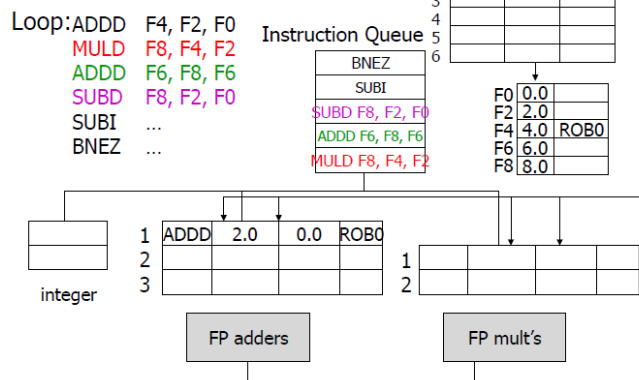 Loop: ADDD F4, F2, F0
MULD F8, F4, F2
ADDD F6, F8, F6
SUBD F8, F2, F0
SUBI ...
BNEZ ...
Instruction Queue
BNEZ
SUBI
SUBD F8, F2, F0
ADDD F6, F8, F6
MULD F8, F4, F2
3
4
5
6
F0 0.0
F2 2.0
F4 4.0 ROB0
F6 6.0
F8 8.0
integer
1 ADDD 2.0 0.0 ROB0
2
3
FP adders
1
2
FP mult's